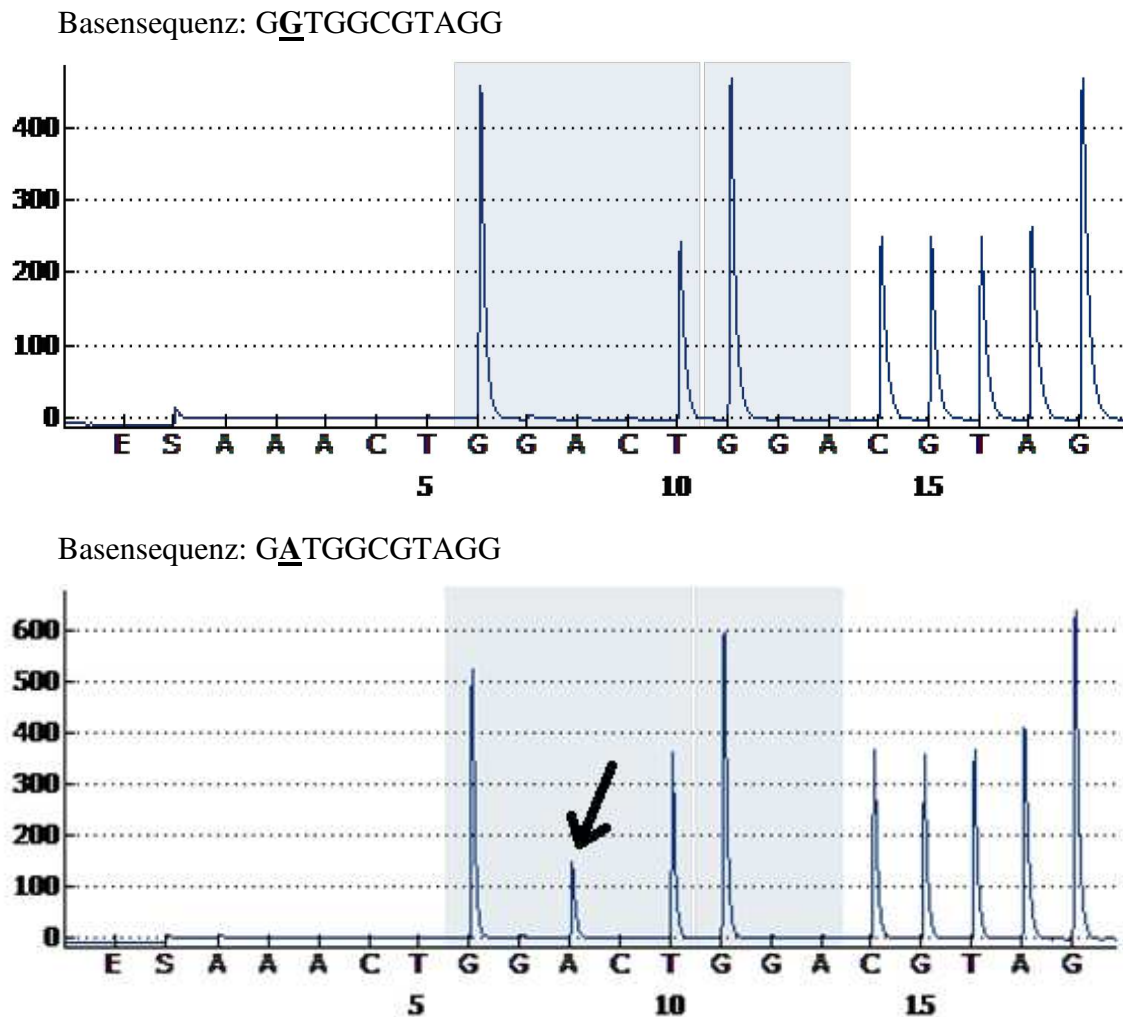 Basensequenz: GGTGGCGTAGG
400
300
200
100
0
E S A A A C T G G A C T G G A C G T A G
5 10 15
Basensequenz: GATGGCGTAGG
600
500
400
300
200
100
0
E S A A A C T G G A C T G G A C G T A G
5 10 15